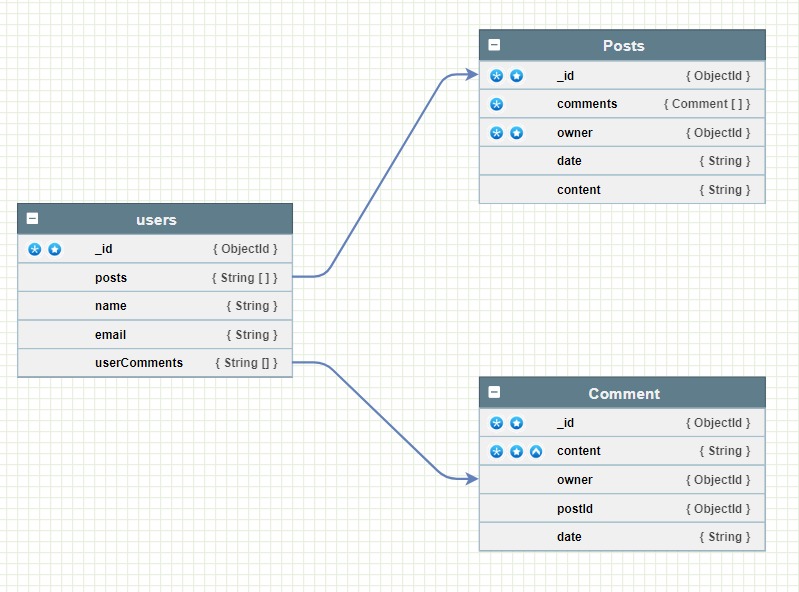 Posts
_id { ObjectId }
comments { Comment [ ] }
owner { ObjectId }
date { String }
content { String }
users
_id { ObjectId }
posts { String [ ] }
name { String }
email { String }
userComments { String [] }
Comment
_id { ObjectId }
content { String }
owner { ObjectId }
postId { ObjectId }
date { String }